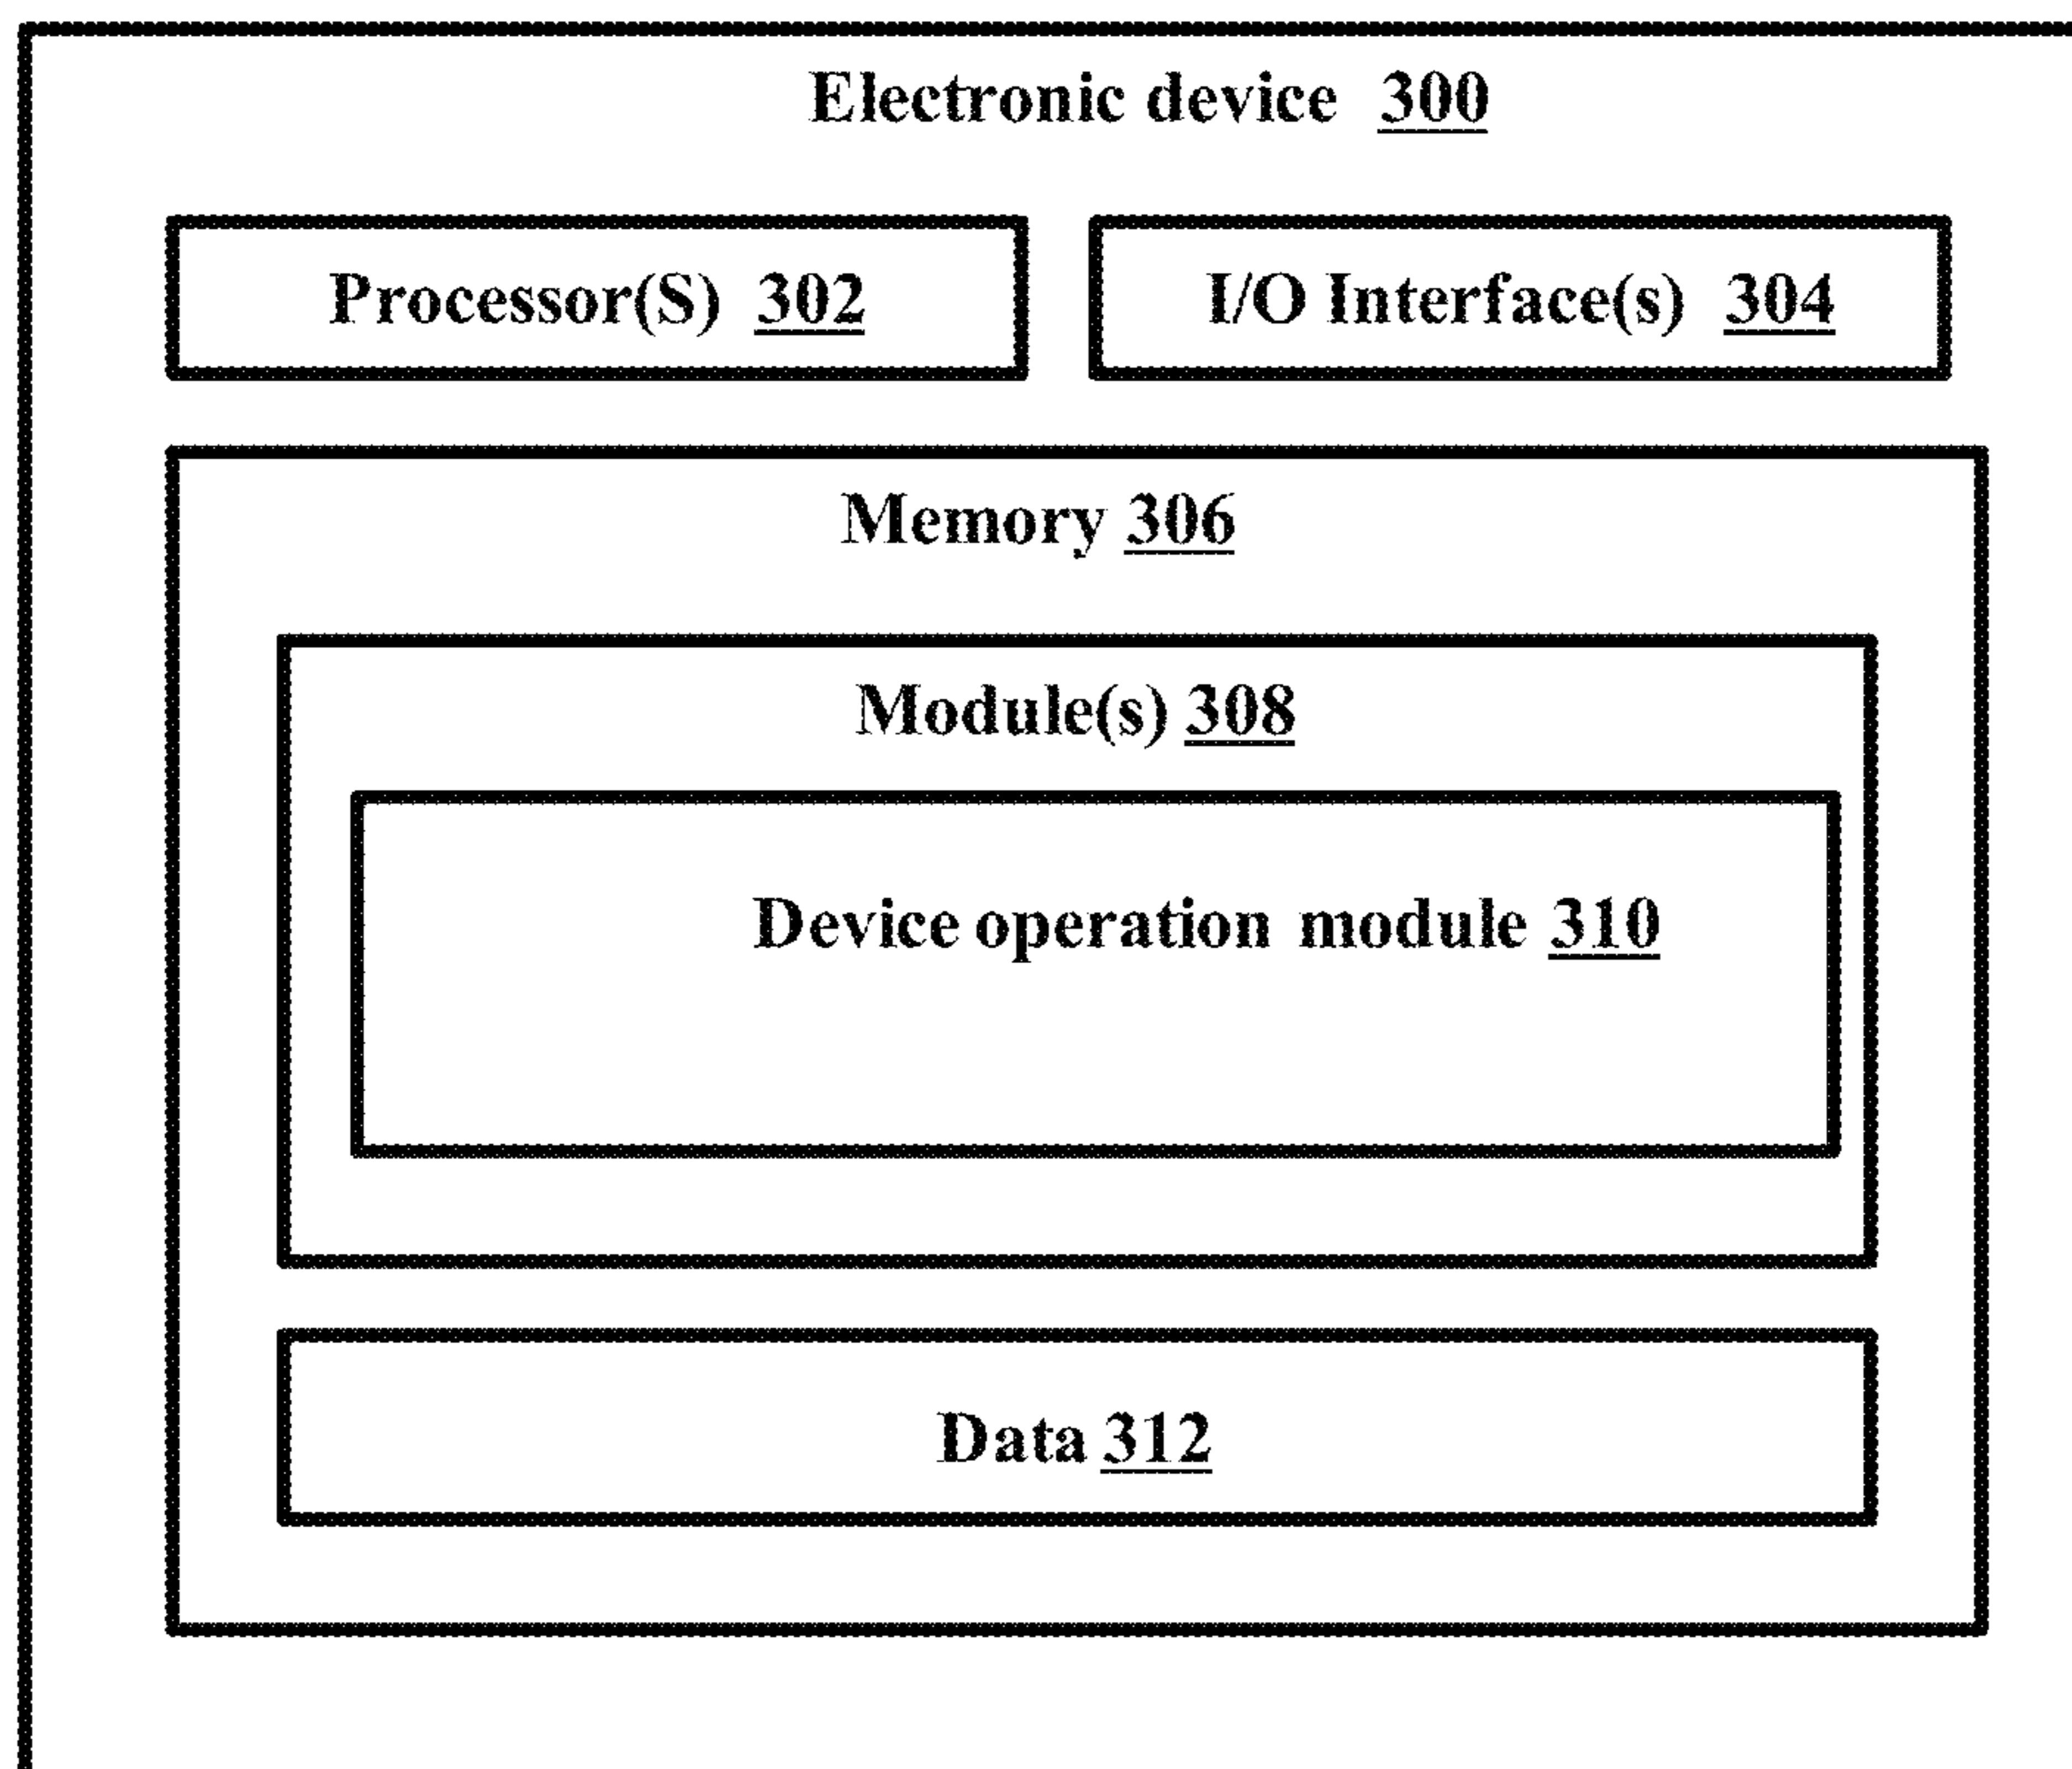 Electronic device 300
Processor(S) 302
I/O Interface(s) 304
Memory 306
Module(s) 308
Device operation module 310
Data 312